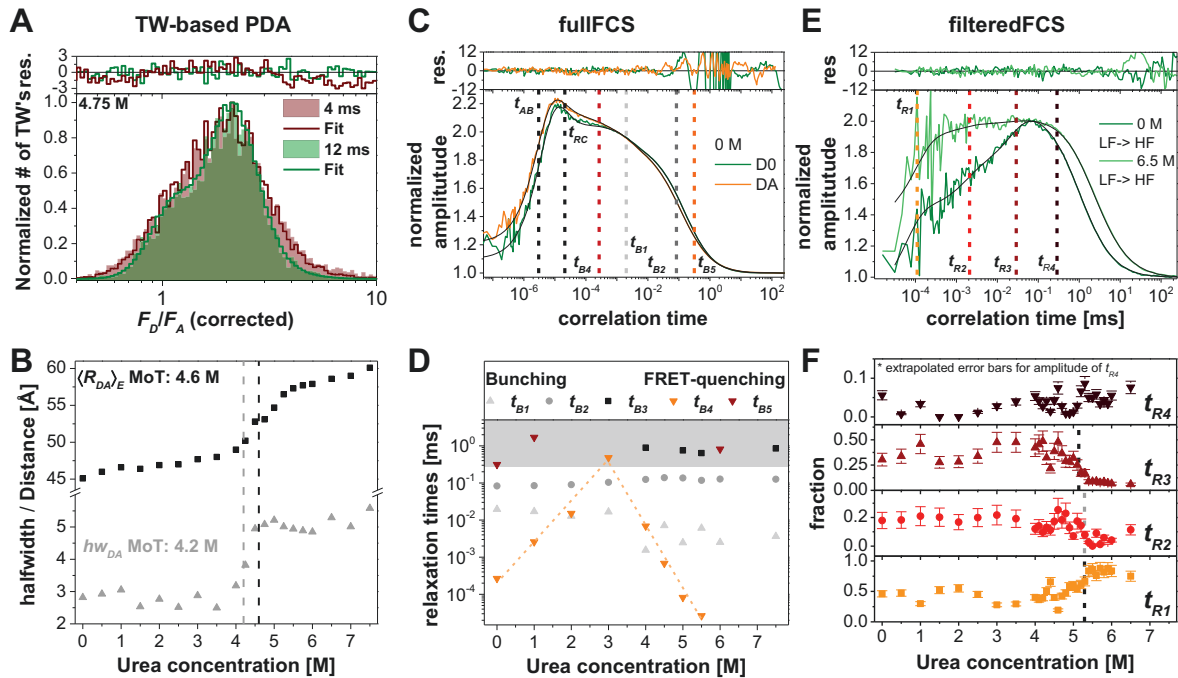 A TW-based PDA
TW's res.
3
0
-3
Normalized # of
1.0
0.8
0.6
0.4
0.2
0.0
4.75 M
4 ms
Fit
12 ms
Fit
1
10
F_D/F_A (corrected)
B
halfwidth / Distance [Å]
60
55
50
45
5
4
3
2
⟨R_DA⟩_E MoT: 4.6 M
hw_DA MoT: 4.2 M
0 1 2 3 4 5 6 7
Urea concentration [M]
C fullFCS
res.
12
0
-12
normalized
amplitude
2.2
2.0
1.8
1.6
1.4
1.2
1.0
t_AB
t_RC
t_B4
t_B1
t_B2
t_B5
0 M
D0
DA
10^-6 10^-4 10^-2 10^0 10^2
correlation time
D
relaxation times [ms]
Bunching FRET-quenching
t_B1 t_B2 t_B3 t_B4 t_B5
10^0
10^-1
10^-2
10^-3
10^-4
0 1 2 3 4 5 6 7
Urea concentration [M]
E filteredFCS
res.
12
0
-12
normalized
amplitude
2.0
1.8
1.6
1.4
1.2
1.0
t_R1
t_R2
t_R3
t_R4
0 M
LF-> HF
6.5 M
LF-> HF
10^-4 10^-3 10^-2 10^-1 10^0 10^1 10^2
correlation time [ms]
F
fraction
* extrapolated error bars for amplitude of t_R4
0.1
0.0
t_R4
0.50
0.25
0.00
t_R3
0.2
0.0
t_R2
1.0
0.5
0.0
t_R1
0 1 2 3 4 5 6 7
Urea concentration [M]